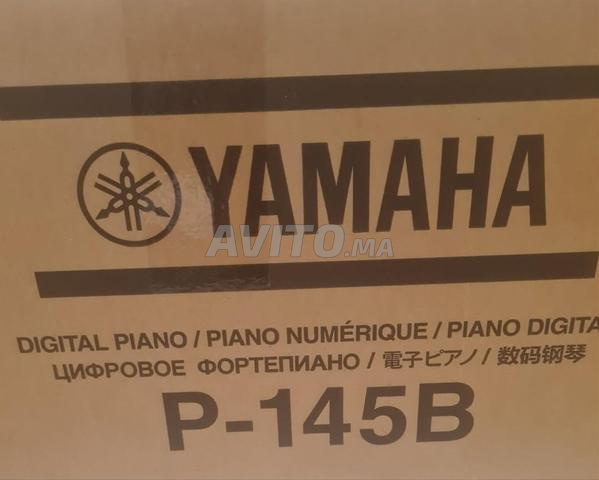 YAMAHA
AVITO.MA
DIGITAL PIANO / PIANO NUMÉRIQUE / PIANO DIGITA
ЦИФРОВОЕ ФОРТЕПИАНО / 電子ピアノ / 数码钢琴
P-145B